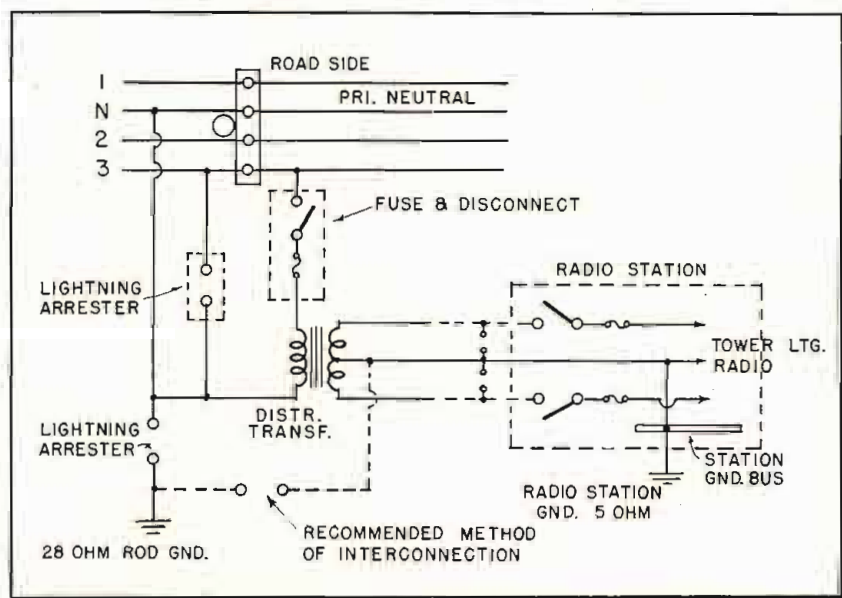 ROAD SIDE
1
N
PRI. NEUTRAL
2
3
FUSE & DISCONNECT
LIGHTNING
ARRESTER
RADIO STATION
TOWER LTG.
RADIO
DISTR.
TRANSF.
LIGHTNING
ARRESTER
STATION
GND. BUS
RADIO STATION
GND. 5 OHM
RECOMMENDED METHOD
OF INTERCONNECTION
28 OHM ROD GND.